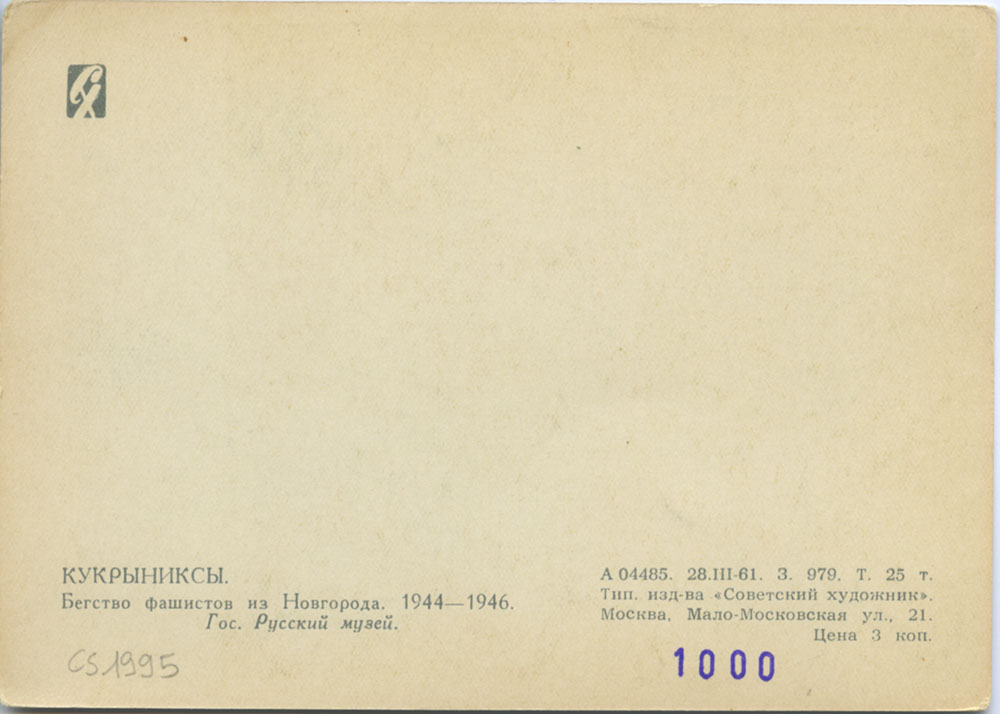 СХ
КУКРЫНИКСЫ.
Бегство фашистов из Новгорода. 1944—1946.
Гос. Русский музей.
А 04485. 28.III-61. З. 979. Т. 25 т.
Тип. изд-ва «Советский художник».
Москва, Мало-Московская ул., 21.
Цена 3 коп.
CS1995
1000